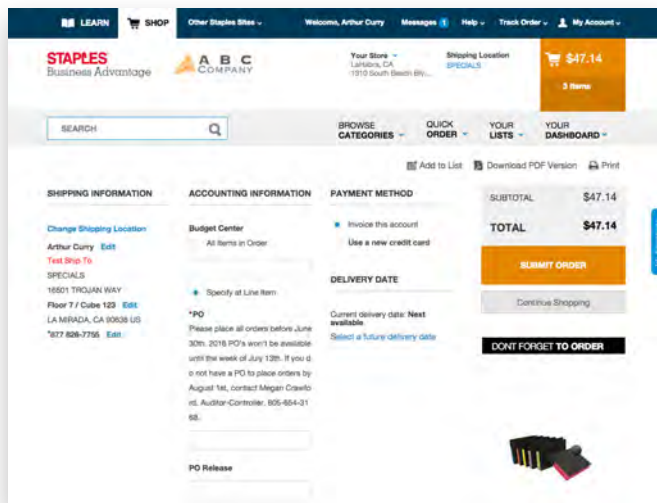 LEARN SHOP Other Staples Sites Welcome, Arthur Curry Messages 1 Help Track Order My Account
STAPLES
Business Advantage
A B C
COMPANY
Your Store
LaMirada, CA
Shipping Location
SPECIALS
$47.14
3 Items
SEARCH
BROWSE
CATEGORIES
QUICK
ORDER
YOUR
LISTS
YOUR
DASHBOARD
Add to List Download PDF Version Print
SHIPPING INFORMATION
Change Shipping Location
Arthur Curry Edit
Test Ship To
SPECIALS
16501 TROJAN WAY
Floor 7 / Cube 123 Edit
LA MIRADA, CA 90638 US
*877 826-7755 Edit
ACCOUNTING INFORMATION
Budget Center
All Items in Order
Specify at Line Item
*PO
Please place all orders before June
30th. 2016 PO's won't be available
until the week of July 13th. If you d
o not have a PO to place orders by
August 1st, contact Megan Crawfo
rd, Auditor-Controller. 805-654-31
68.
PO Release
PAYMENT METHOD
Invoice this account
Use a new credit card
DELIVERY DATE
Current delivery date: Next
available
Select a future delivery date
SUBTOTAL $47.14
TOTAL $47.14
SUBMIT ORDER
Continue Shopping
DONT FORGET TO ORDER